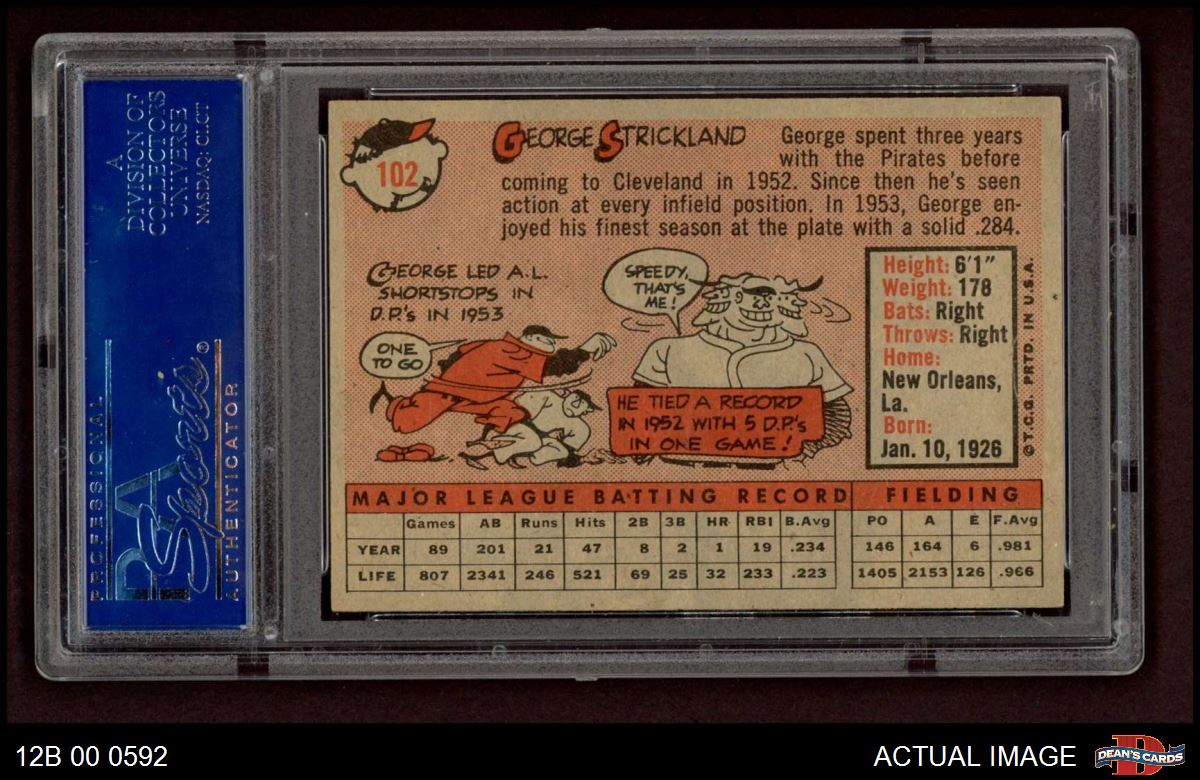 A
DIVISION OF
COLLECTORS
UNIVERSE
NASDAQ: CLCT
PROFESSIONAL
PSA
Sports®
AUTHENTICATOR
102
GEORGE STRICKLAND
George spent three years
with the Pirates before
coming to Cleveland in 1952. Since then he's seen
action at every infield position. In 1953, George en-
joyed his finest season at the plate with a solid .284.
GEORGE LED A.L.
SHORTSTOPS IN
D.P.'s IN 1953
ONE
TO GO
SPEEDY,
THAT'S
ME!
HE TIED A RECORD
IN 1952 WITH 5 D.P.'s
IN ONE GAME!
Height: 6'1"
Weight: 178
Bats: Right
Throws: Right
Home:
New Orleans,
La.
Born:
Jan. 10, 1926
©T.C.G. PRTD. IN U.S.A.
MAJOR LEAGUE BATTING RECORD FIELDING
Games AB Runs Hits 2B 3B HR RBI B.Avg PO A E F.Avg
YEAR 89 201 21 47 8 2 1 19 .234 146 164 6 .981
LIFE 807 2341 246 521 69 25 32 233 .223 1405 2153 126 .966
12B 00 0592
ACTUAL IMAGE
DEAN'S CARDS